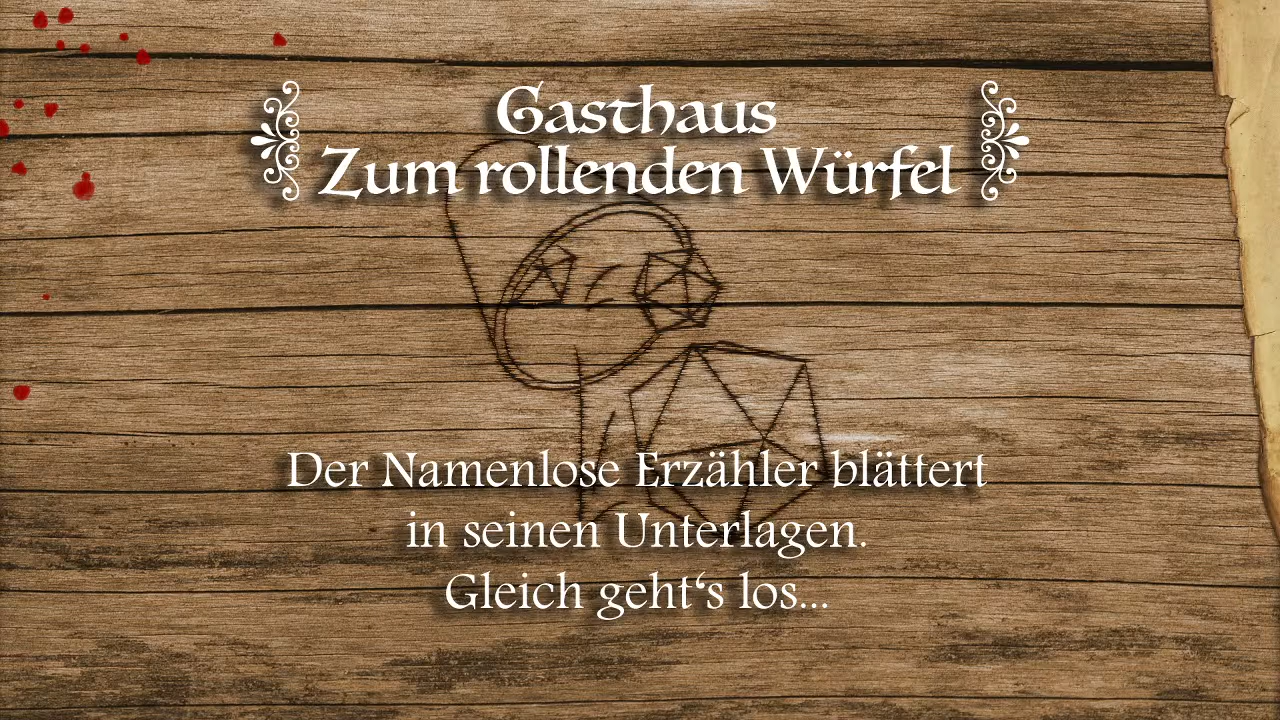 Gasthaus
Zum rollenden Würfel
Der Namenlose Erzähler blättert
in seinen Unterlagen.
Gleich geht‘s los...